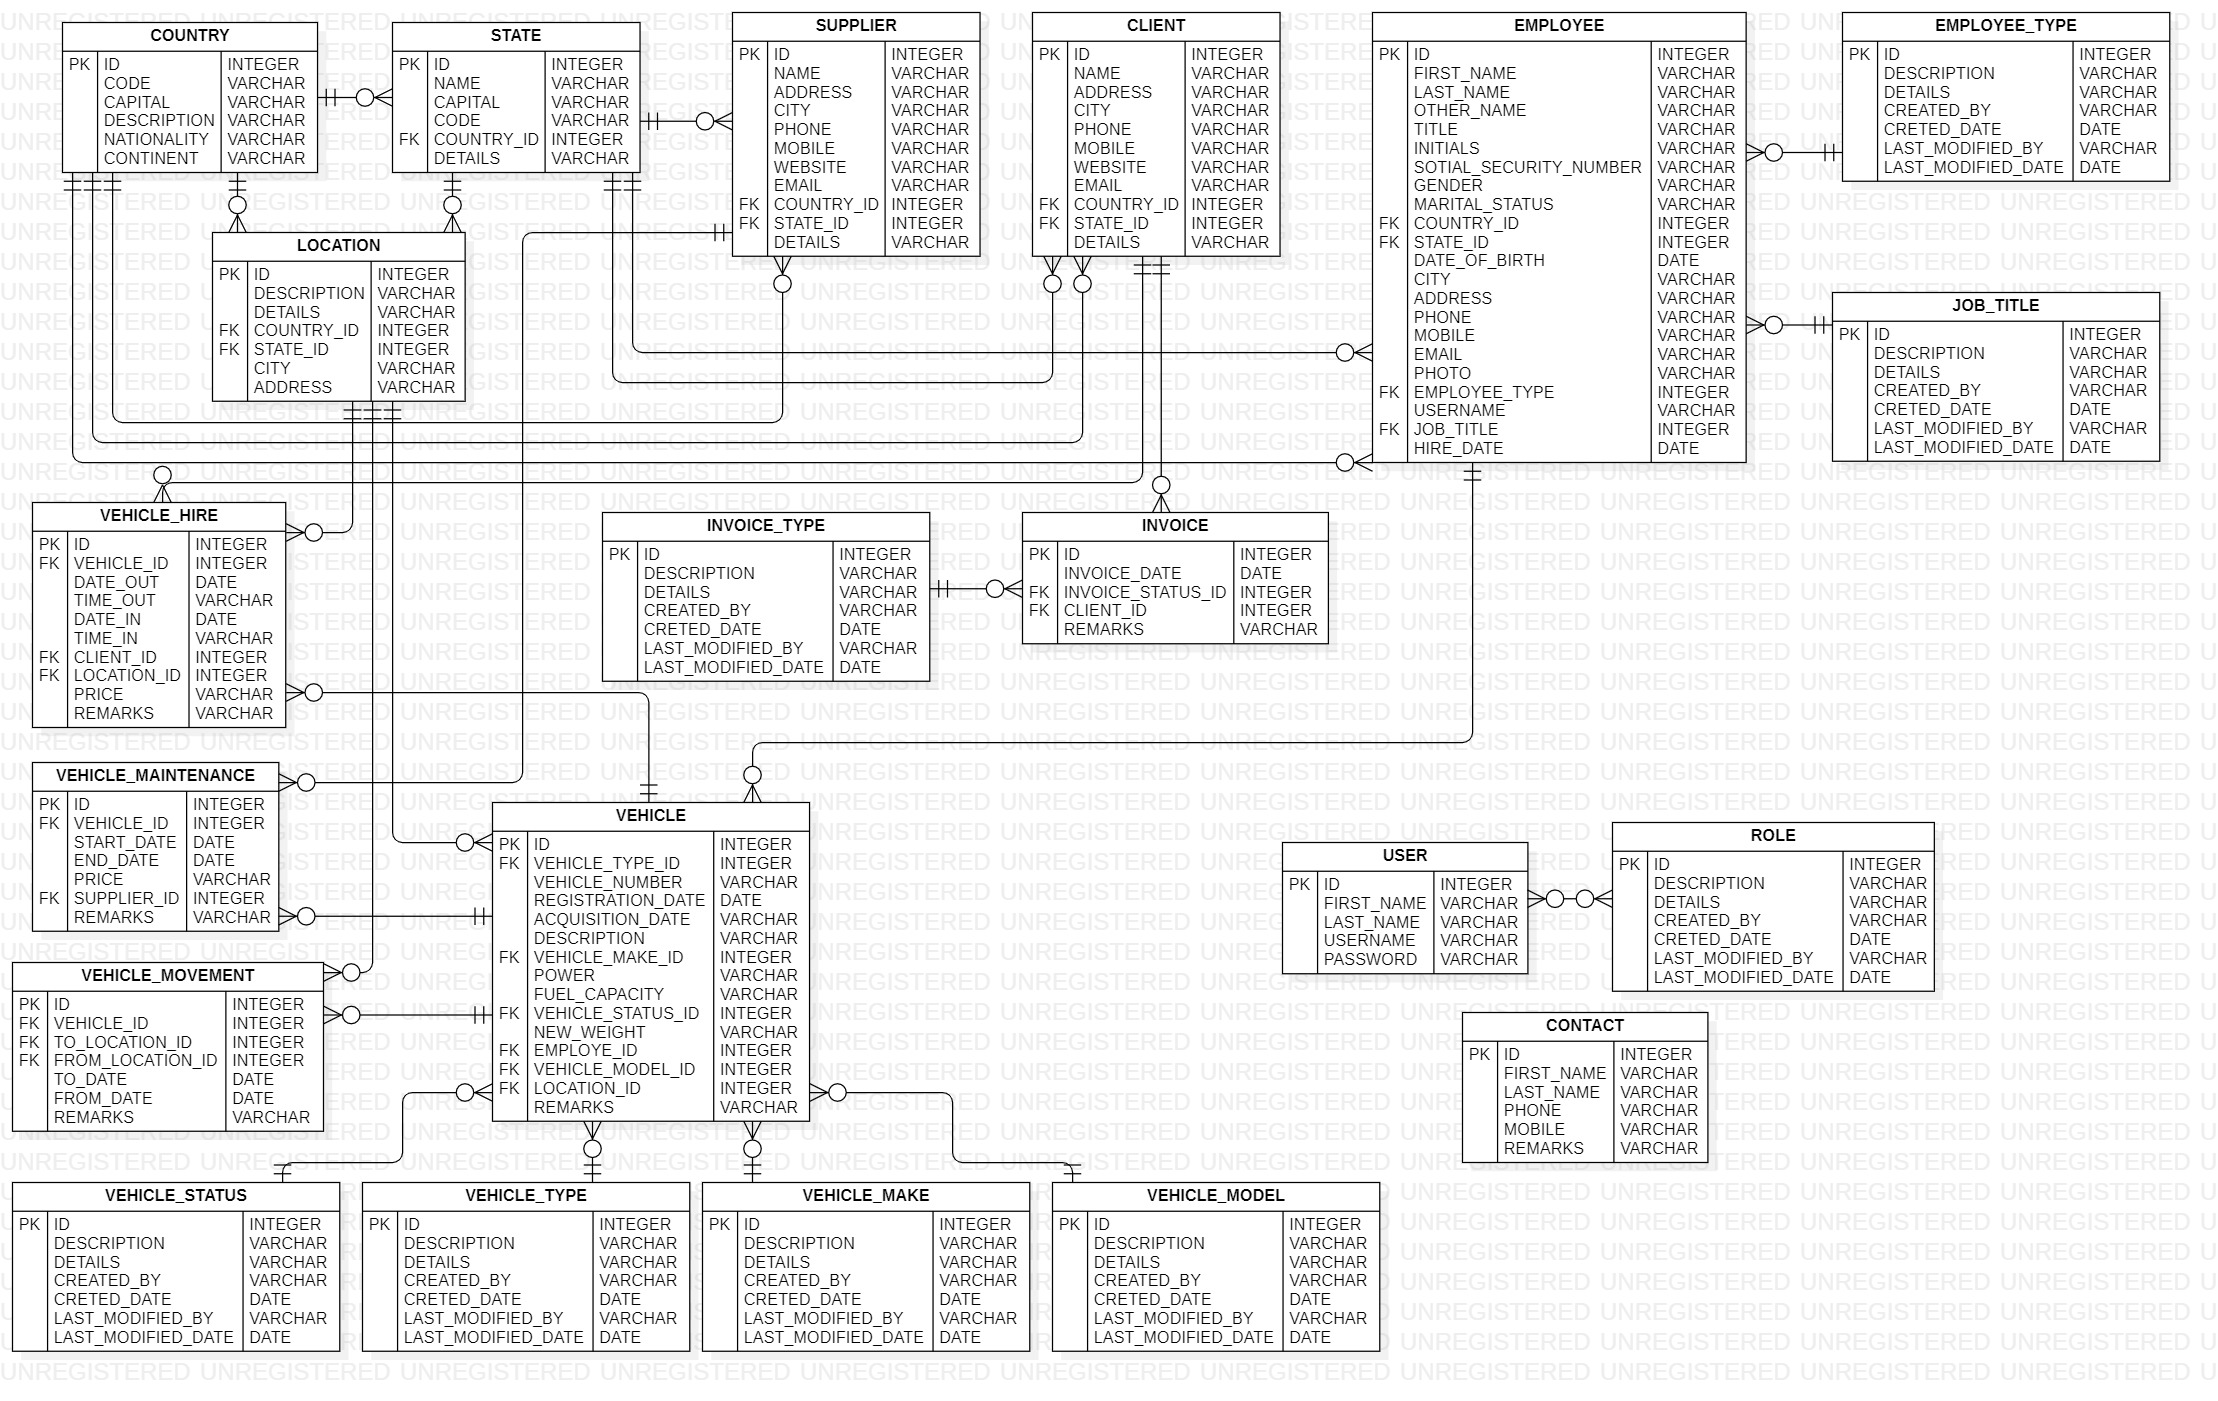 COUNTRY
PK ID INTEGER
CODE VARCHAR
CAPITAL VARCHAR
DESCRIPTION VARCHAR
NATIONALITY VARCHAR
CONTINENT VARCHAR
STATE
PK ID INTEGER
NAME VARCHAR
CAPITAL VARCHAR
CODE VARCHAR
FK COUNTRY_ID INTEGER
DETAILS VARCHAR
SUPPLIER
PK ID INTEGER
NAME VARCHAR
ADDRESS VARCHAR
CITY VARCHAR
PHONE VARCHAR
MOBILE VARCHAR
WEBSITE VARCHAR
EMAIL VARCHAR
FK COUNTRY_ID INTEGER
FK STATE_ID INTEGER
DETAILS VARCHAR
CLIENT
PK ID INTEGER
NAME VARCHAR
ADDRESS VARCHAR
CITY VARCHAR
PHONE VARCHAR
MOBILE VARCHAR
WEBSITE VARCHAR
EMAIL VARCHAR
FK COUNTRY_ID INTEGER
FK STATE_ID INTEGER
DETAILS VARCHAR
EMPLOYEE
PK ID INTEGER
FIRST_NAME VARCHAR
LAST_NAME VARCHAR
OTHER_NAME VARCHAR
TITLE VARCHAR
INITIALS VARCHAR
SOTIAL_SECURITY_NUMBER VARCHAR
GENDER VARCHAR
MARITAL_STATUS VARCHAR
FK COUNTRY_ID INTEGER
FK STATE_ID INTEGER
DATE_OF_BIRTH DATE
CITY VARCHAR
ADDRESS VARCHAR
PHONE VARCHAR
MOBILE VARCHAR
EMAIL VARCHAR
PHOTO VARCHAR
FK EMPLOYEE_TYPE INTEGER
USERNAME VARCHAR
FK JOB_TITLE INTEGER
HIRE_DATE DATE
EMPLOYEE_TYPE
PK ID INTEGER
DESCRIPTION VARCHAR
DETAILS VARCHAR
CREATED_BY VARCHAR
CRETED_DATE DATE
LAST_MODIFIED_BY VARCHAR
LAST_MODIFIED_DATE DATE
LOCATION
PK ID INTEGER
DESCRIPTION VARCHAR
DETAILS VARCHAR
FK COUNTRY_ID INTEGER
FK STATE_ID INTEGER
CITY VARCHAR
ADDRESS VARCHAR
JOB_TITLE
PK ID INTEGER
DESCRIPTION VARCHAR
DETAILS VARCHAR
CREATED_BY VARCHAR
CRETED_DATE DATE
LAST_MODIFIED_BY VARCHAR
LAST_MODIFIED_DATE DATE
VEHICLE_HIRE
PK ID INTEGER
FK VEHICLE_ID INTEGER
DATE_OUT DATE
TIME_OUT VARCHAR
DATE_IN DATE
TIME_IN VARCHAR
FK CLIENT_ID INTEGER
FK LOCATION_ID INTEGER
PRICE VARCHAR
REMARKS VARCHAR
INVOICE_TYPE
PK ID INTEGER
DESCRIPTION VARCHAR
DETAILS VARCHAR
CREATED_BY VARCHAR
CRETED_DATE DATE
LAST_MODIFIED_BY VARCHAR
LAST_MODIFIED_DATE DATE
INVOICE
PK ID INTEGER
INVOICE_DATE DATE
FK INVOICE_STATUS_ID INTEGER
FK CLIENT_ID INTEGER
REMARKS VARCHAR
VEHICLE_MAINTENANCE
PK ID INTEGER
FK VEHICLE_ID INTEGER
START_DATE DATE
END_DATE DATE
PRICE VARCHAR
FK SUPPLIER_ID INTEGER
REMARKS VARCHAR
VEHICLE
PK ID INTEGER
FK VEHICLE_TYPE_ID INTEGER
VEHICLE_NUMBER VARCHAR
REGISTRATION_DATE DATE
ACQUISITION_DATE VARCHAR
DESCRIPTION VARCHAR
FK VEHICLE_MAKE_ID INTEGER
POWER VARCHAR
FUEL_CAPACITY VARCHAR
FK VEHICLE_STATUS_ID INTEGER
NEW_WEIGHT VARCHAR
FK EMPLOYE_ID INTEGER
FK VEHICLE_MODEL_ID INTEGER
FK LOCATION_ID INTEGER
REMARKS VARCHAR
USER
PK ID INTEGER
FIRST_NAME VARCHAR
LAST_NAME VARCHAR
USERNAME VARCHAR
PASSWORD VARCHAR
ROLE
PK ID INTEGER
DESCRIPTION VARCHAR
DETAILS VARCHAR
CREATED_BY VARCHAR
CRETED_DATE DATE
LAST_MODIFIED_BY VARCHAR
LAST_MODIFIED_DATE DATE
VEHICLE_MOVEMENT
PK ID INTEGER
FK VEHICLE_ID INTEGER
FK TO_LOCATION_ID INTEGER
FK FROM_LOCATION_ID INTEGER
TO_DATE DATE
FROM_DATE DATE
REMARKS VARCHAR
CONTACT
PK ID INTEGER
FIRST_NAME VARCHAR
LAST_NAME VARCHAR
PHONE VARCHAR
MOBILE VARCHAR
REMARKS VARCHAR
VEHICLE_STATUS
PK ID INTEGER
DESCRIPTION VARCHAR
DETAILS VARCHAR
CREATED_BY VARCHAR
CRETED_DATE DATE
LAST_MODIFIED_BY VARCHAR
LAST_MODIFIED_DATE DATE
VEHICLE_TYPE
PK ID INTEGER
DESCRIPTION VARCHAR
DETAILS VARCHAR
CREATED_BY VARCHAR
CRETED_DATE DATE
LAST_MODIFIED_BY VARCHAR
LAST_MODIFIED_DATE DATE
VEHICLE_MAKE
PK ID INTEGER
DESCRIPTION VARCHAR
DETAILS VARCHAR
CREATED_BY VARCHAR
CRETED_DATE DATE
LAST_MODIFIED_BY VARCHAR
LAST_MODIFIED_DATE DATE
VEHICLE_MODEL
PK ID INTEGER
DESCRIPTION VARCHAR
DETAILS VARCHAR
CREATED_BY VARCHAR
CRETED_DATE DATE
LAST_MODIFIED_BY VARCHAR
LAST_MODIFIED_DATE DATE
UNREGISTERED